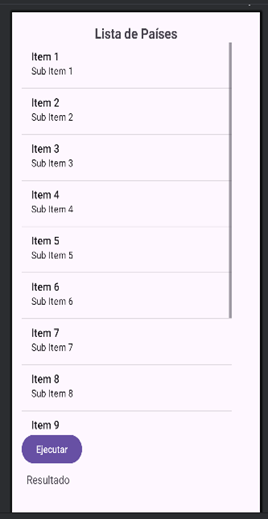 Lista de Países
Item 1
Sub Item 1
Item 2
Sub Item 2
Item 3
Sub Item 3
Item 4
Sub Item 4
Item 5
Sub Item 5
Item 6
Sub Item 6
Item 7
Sub Item 7
Item 8
Sub Item 8
Item 9
Ejecutar
Resultado